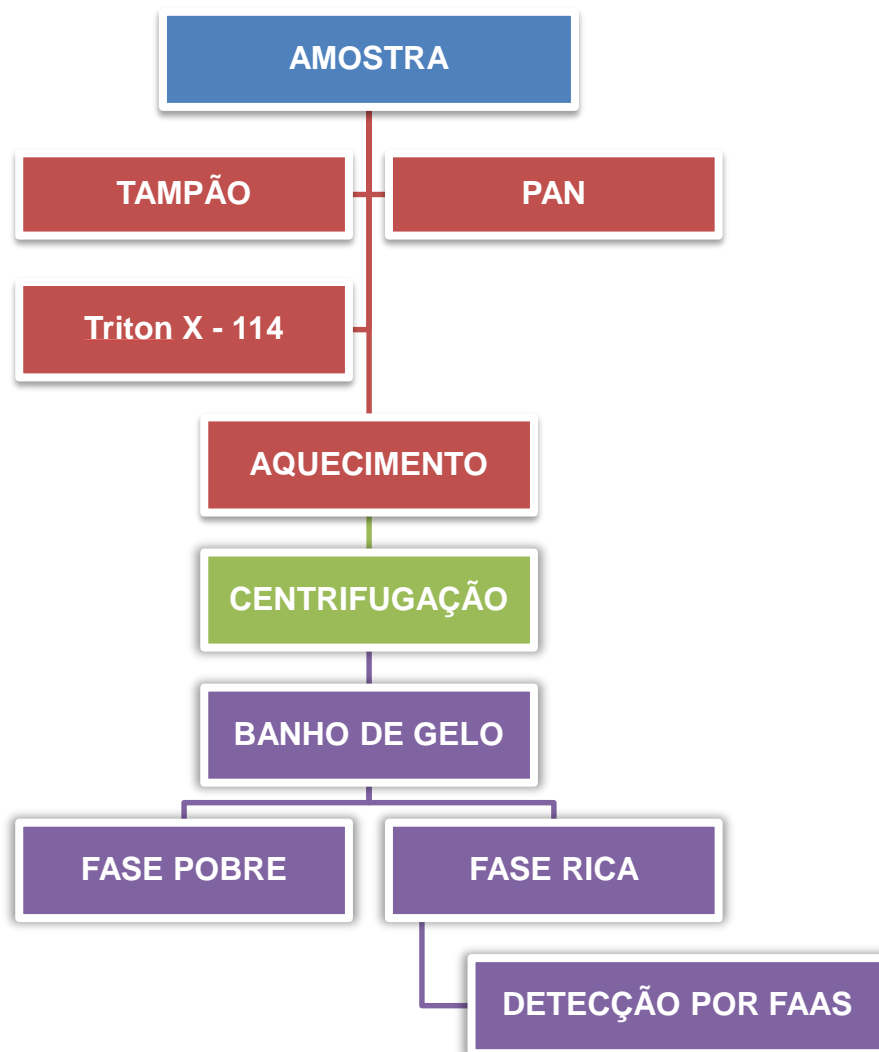 AMOSTRA
TAMPÃO
PAN
Triton X - 114
AQUECIMENTO
CENTRIFUGAÇÃO
BANHO DE GELO
FASE POBRE
FASE RICA
DETECÇÃO POR FAAS